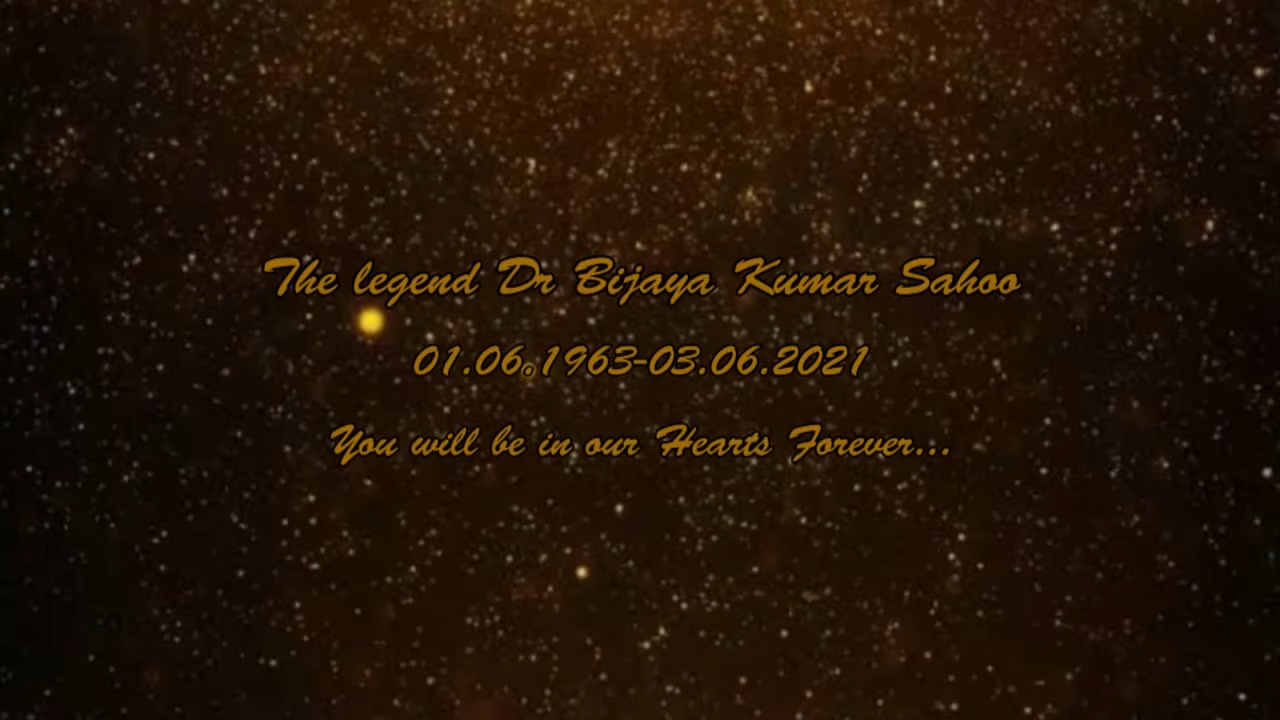 The legend Dr Bijaya Kumar Sahoo
01.06.1963-03.06.2021
You will be in our Hearts Forever...